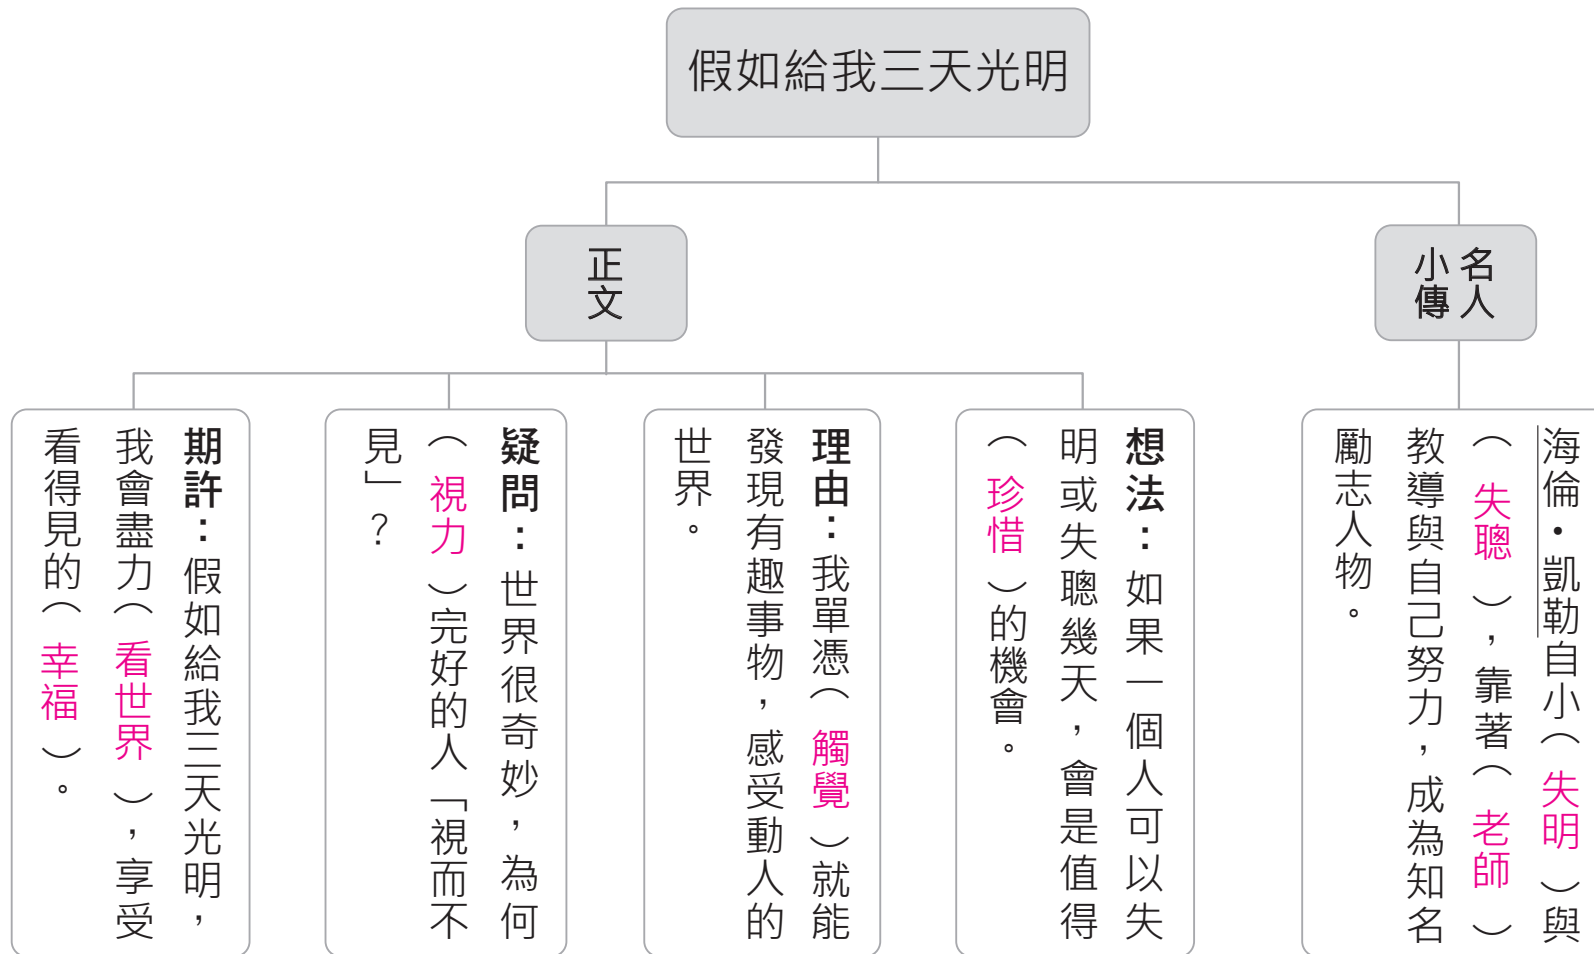 假如給我三天光明
名人
小傳
海倫‧凱勒自小（失明）與
（失聰），靠著（老師）
教導與自己努力，成為知名
勵志人物。
正文
想法：如果一個人可以失
明或失聰幾天，會是值得
（珍惜）的機會。
理由：我單憑（觸覺）就能
發現有趣事物，感受動人的
世界。
疑問：世界很奇妙，為何
（視力）完好的人「視而不
見」？
期許：假如給我三天光明，
我會盡力（看世界），享受
看得見的（幸福）。